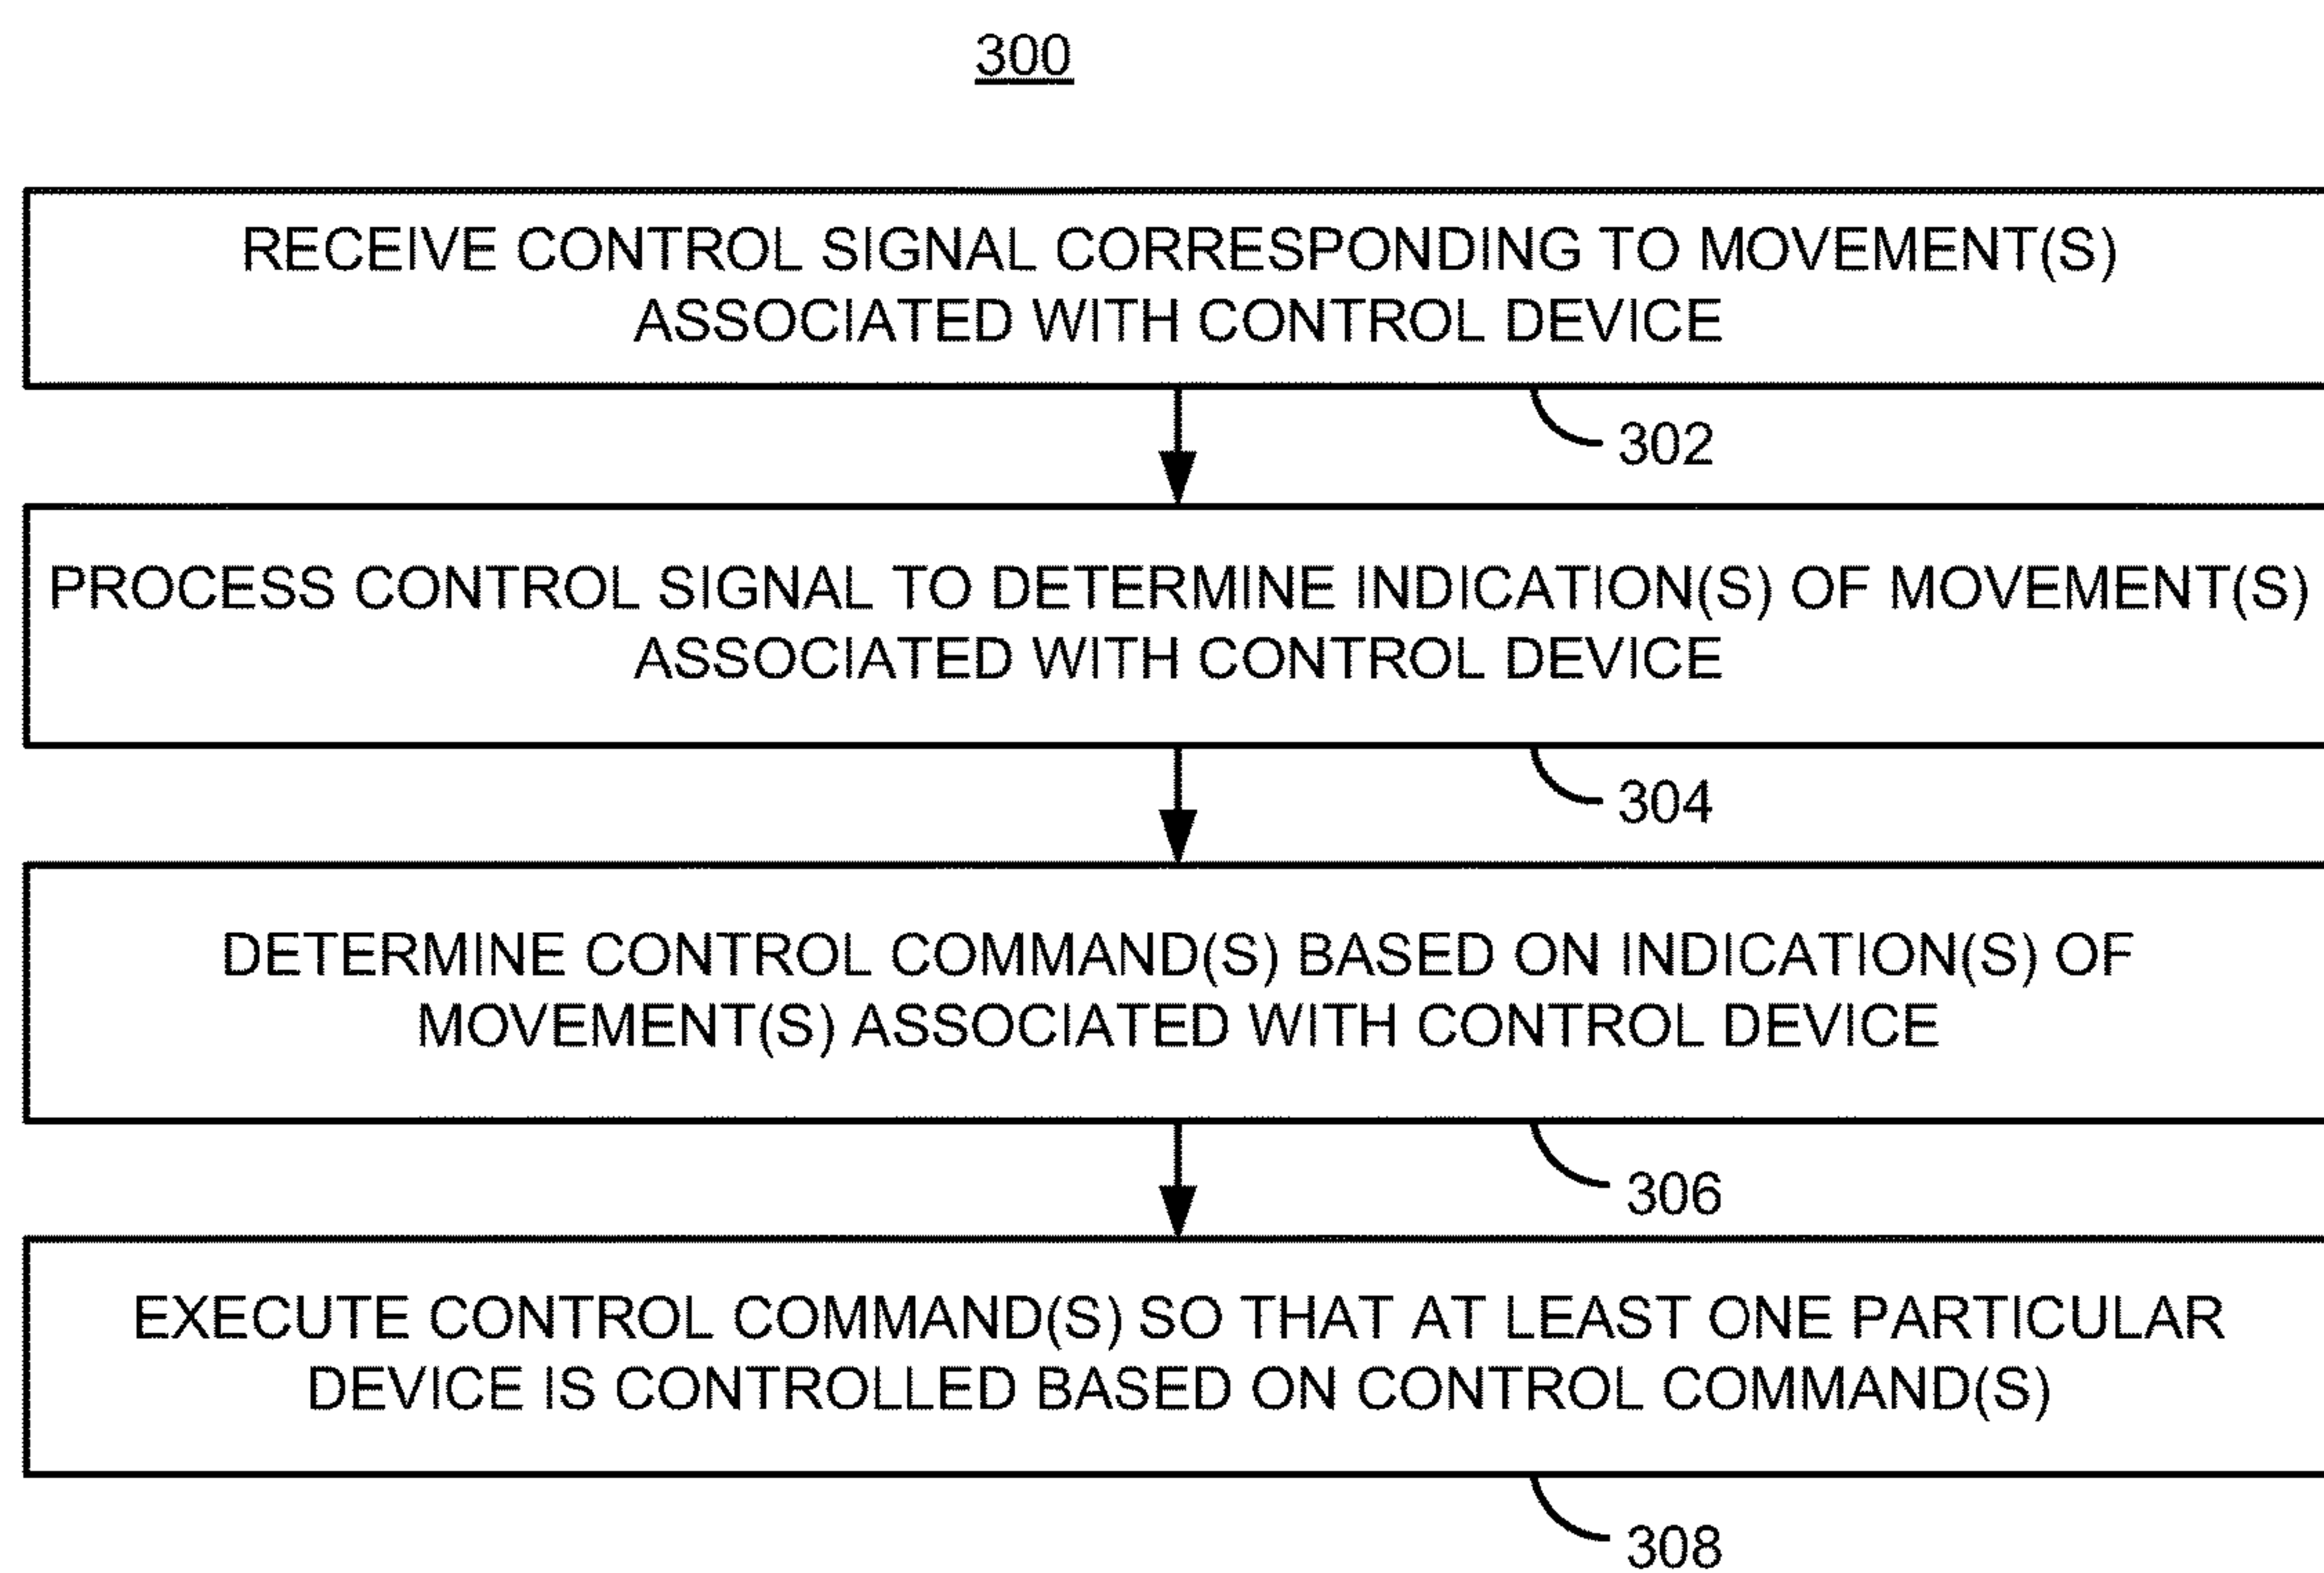 300
RECEIVE CONTROL SIGNAL CORRESPONDING TO MOVEMENT(S)
ASSOCIATED WITH CONTROL DEVICE
302
PROCESS CONTROL SIGNAL TO DETERMINE INDICATION(S) OF MOVEMENT(S)
ASSOCIATED WITH CONTROL DEVICE
304
DETERMINE CONTROL COMMAND(S) BASED ON INDICATION(S) OF
MOVEMENT(S) ASSOCIATED WITH CONTROL DEVICE
306
EXECUTE CONTROL COMMAND(S) SO THAT AT LEAST ONE PARTICULAR
DEVICE IS CONTROLLED BASED ON CONTROL COMMAND(S)
308